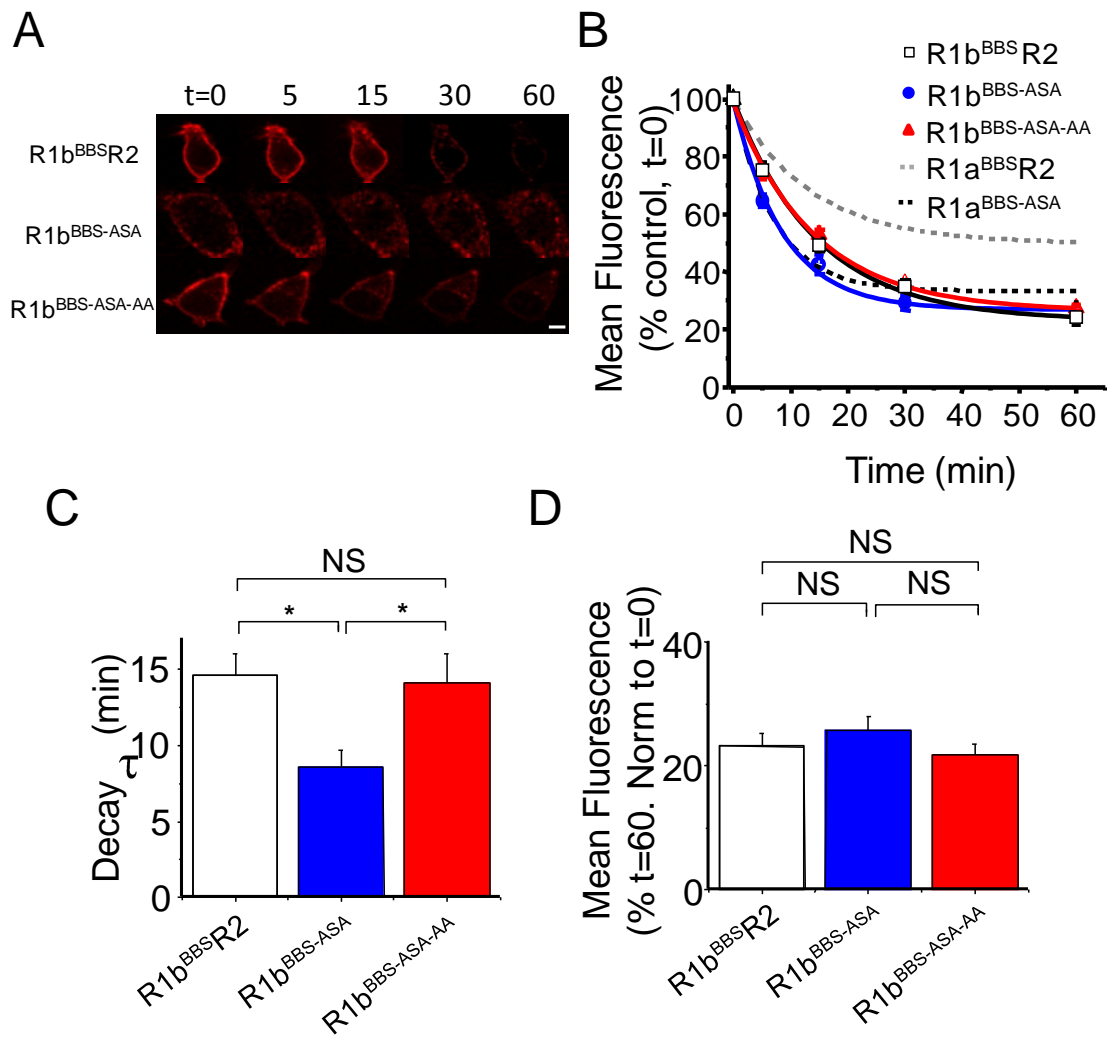 A
t=0 5 15 30 60
R1b^BBS R2
R1b^BBS-ASA
R1b^BBS-ASA-AA
B
R1b^BBS R2
R1b^BBS-ASA
R1b^BBS-ASA-AA
R1a^BBS R2
R1a^BBS-ASA
Mean Fluorescence
(% control, t=0)
100
80
60
40
20
0
0 10 20 30 40 50 60
Time (min)
C
NS
* *
Decay τ (min)
15
10
5
0
R1b^BBS R2
R1b^BBS-ASA
R1b^BBS-ASA-AA
D
NS
NS NS
Mean Fluorescence
(% t=60. Norm to t=0)
40
20
0
R1b^BBS R2
R1b^BBS-ASA
R1b^BBS-ASA-AA